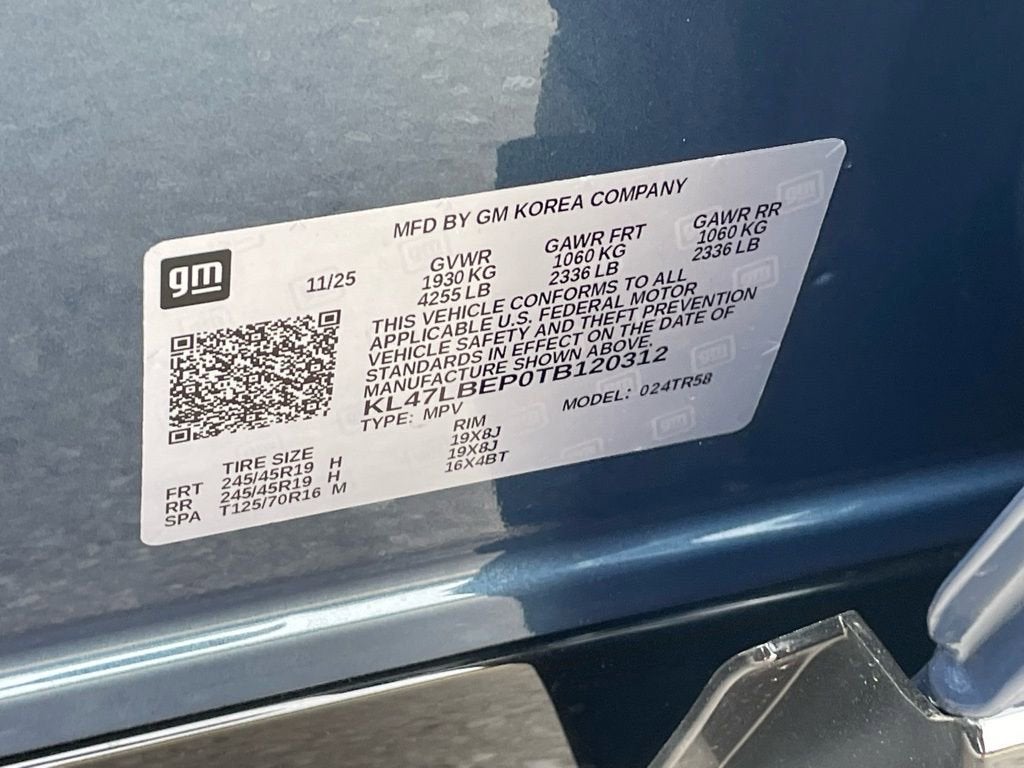 MFD BY GM KOREA COMPANY
gm
11/25
GVWR
1930 KG
4255 LB
GAWR FRT
1060 KG
2336 LB
GAWR RR
1060 KG
2336 LB
THIS VEHICLE CONFORMS TO ALL
APPLICABLE U.S. FEDERAL MOTOR
VEHICLE SAFETY AND THEFT PREVENTION
STANDARDS IN EFFECT ON THE DATE OF
MANUFACTURE SHOWN ABOVE.
KL47LBEP0TB120312
TYPE: MPV
MODEL: 024TR58
TIRE SIZE
RIM
FRT 245/45R19 H 19X8J
RR 245/45R19 H 19X8J
SPA T125/70R16 M 16X4BT